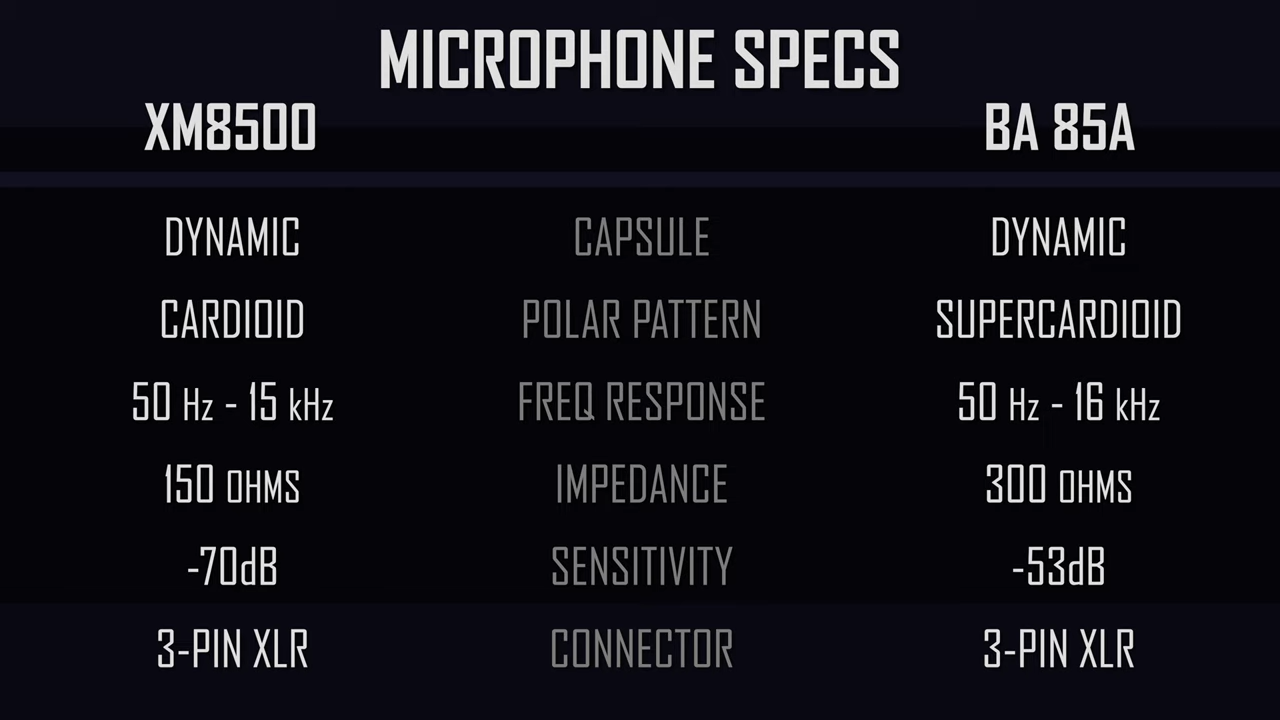 MICROPHONE SPECS
XM8500 BA 85A
DYNAMIC CAPSULE DYNAMIC
CARDIOID POLAR PATTERN SUPERCARDIOID
50 Hz - 15 kHz FREQ RESPONSE 50 Hz - 16 kHz
150 OHMS IMPEDANCE 300 OHMS
-70dB SENSITIVITY -53dB
3-PIN XLR CONNECTOR 3-PIN XLR